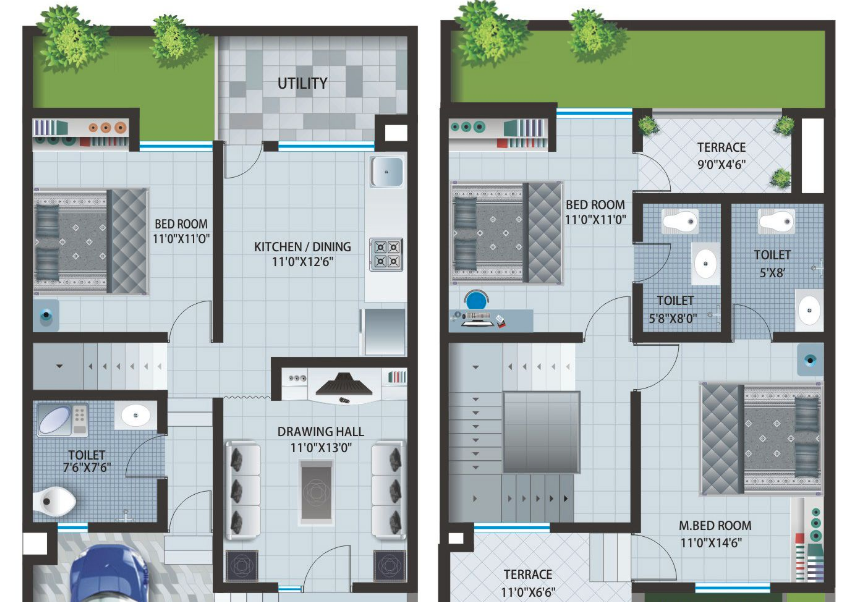 UTILITY
BED ROOM
11'0"X11'0"
KITCHEN / DINING
11'0"X12'6"
TOILET
7'6"X7'6"
DRAWING HALL
11'0"X13'0"
TERRACE
9'0"X4'6"
BED ROOM
11'0"X11'0"
TOILET
5'X8'
TOILET
5'8"X8'0"
M.BED ROOM
11'0"X14'6"
TERRACE
11'0"X6'6"